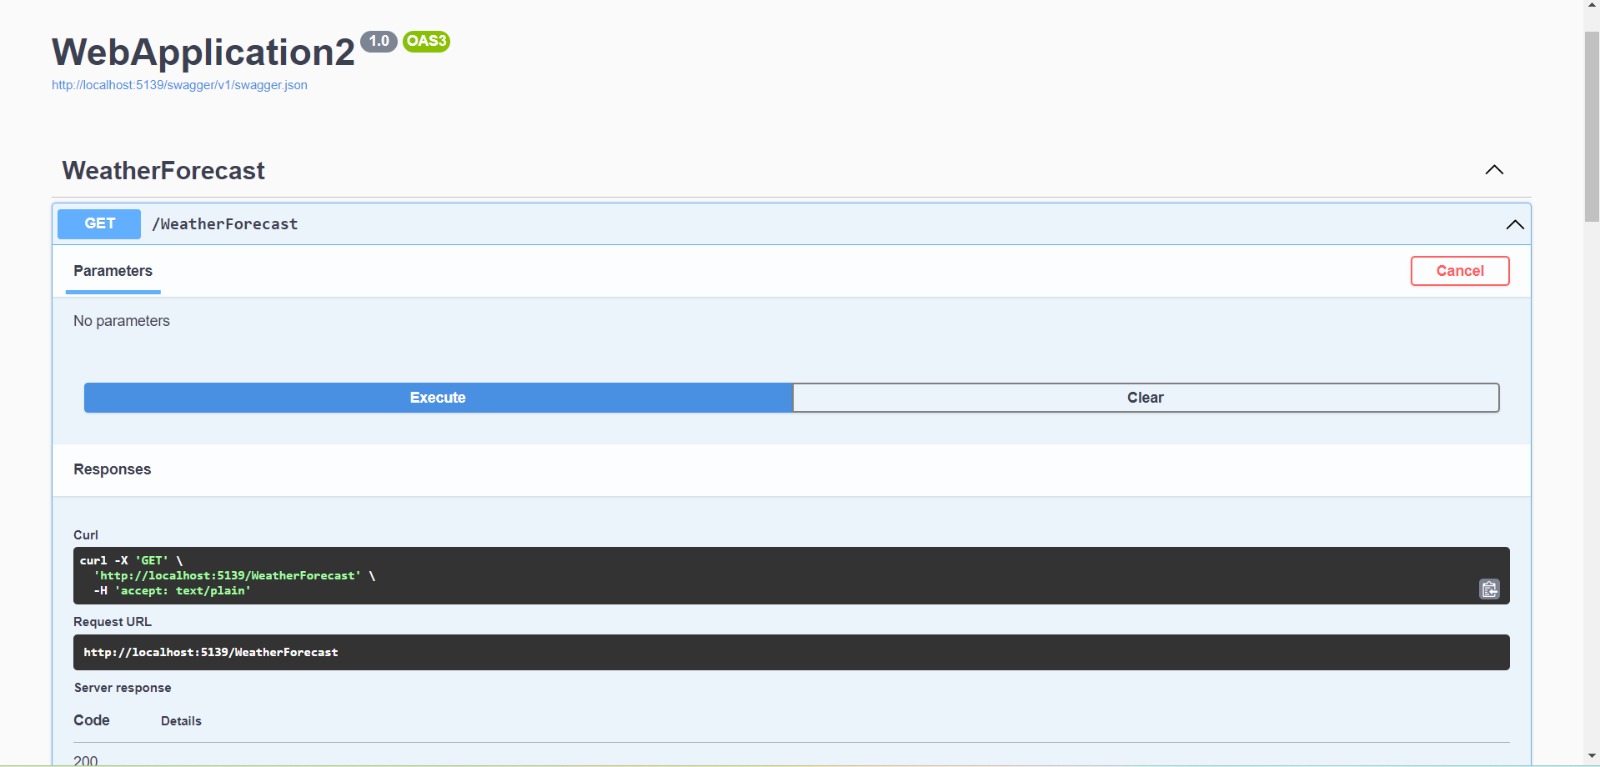 WebApplication2 1.0 OAS3
http://localhost:5139/swagger/v1/swagger.json
WeatherForecast
GET /WeatherForecast
Parameters Cancel
No parameters
Execute Clear
Responses
Curl
curl -X 'GET' \
'http://localhost:5139/WeatherForecast' \
-H 'accept: text/plain'
Request URL
http://localhost:5139/WeatherForecast
Server response
Code Details
200